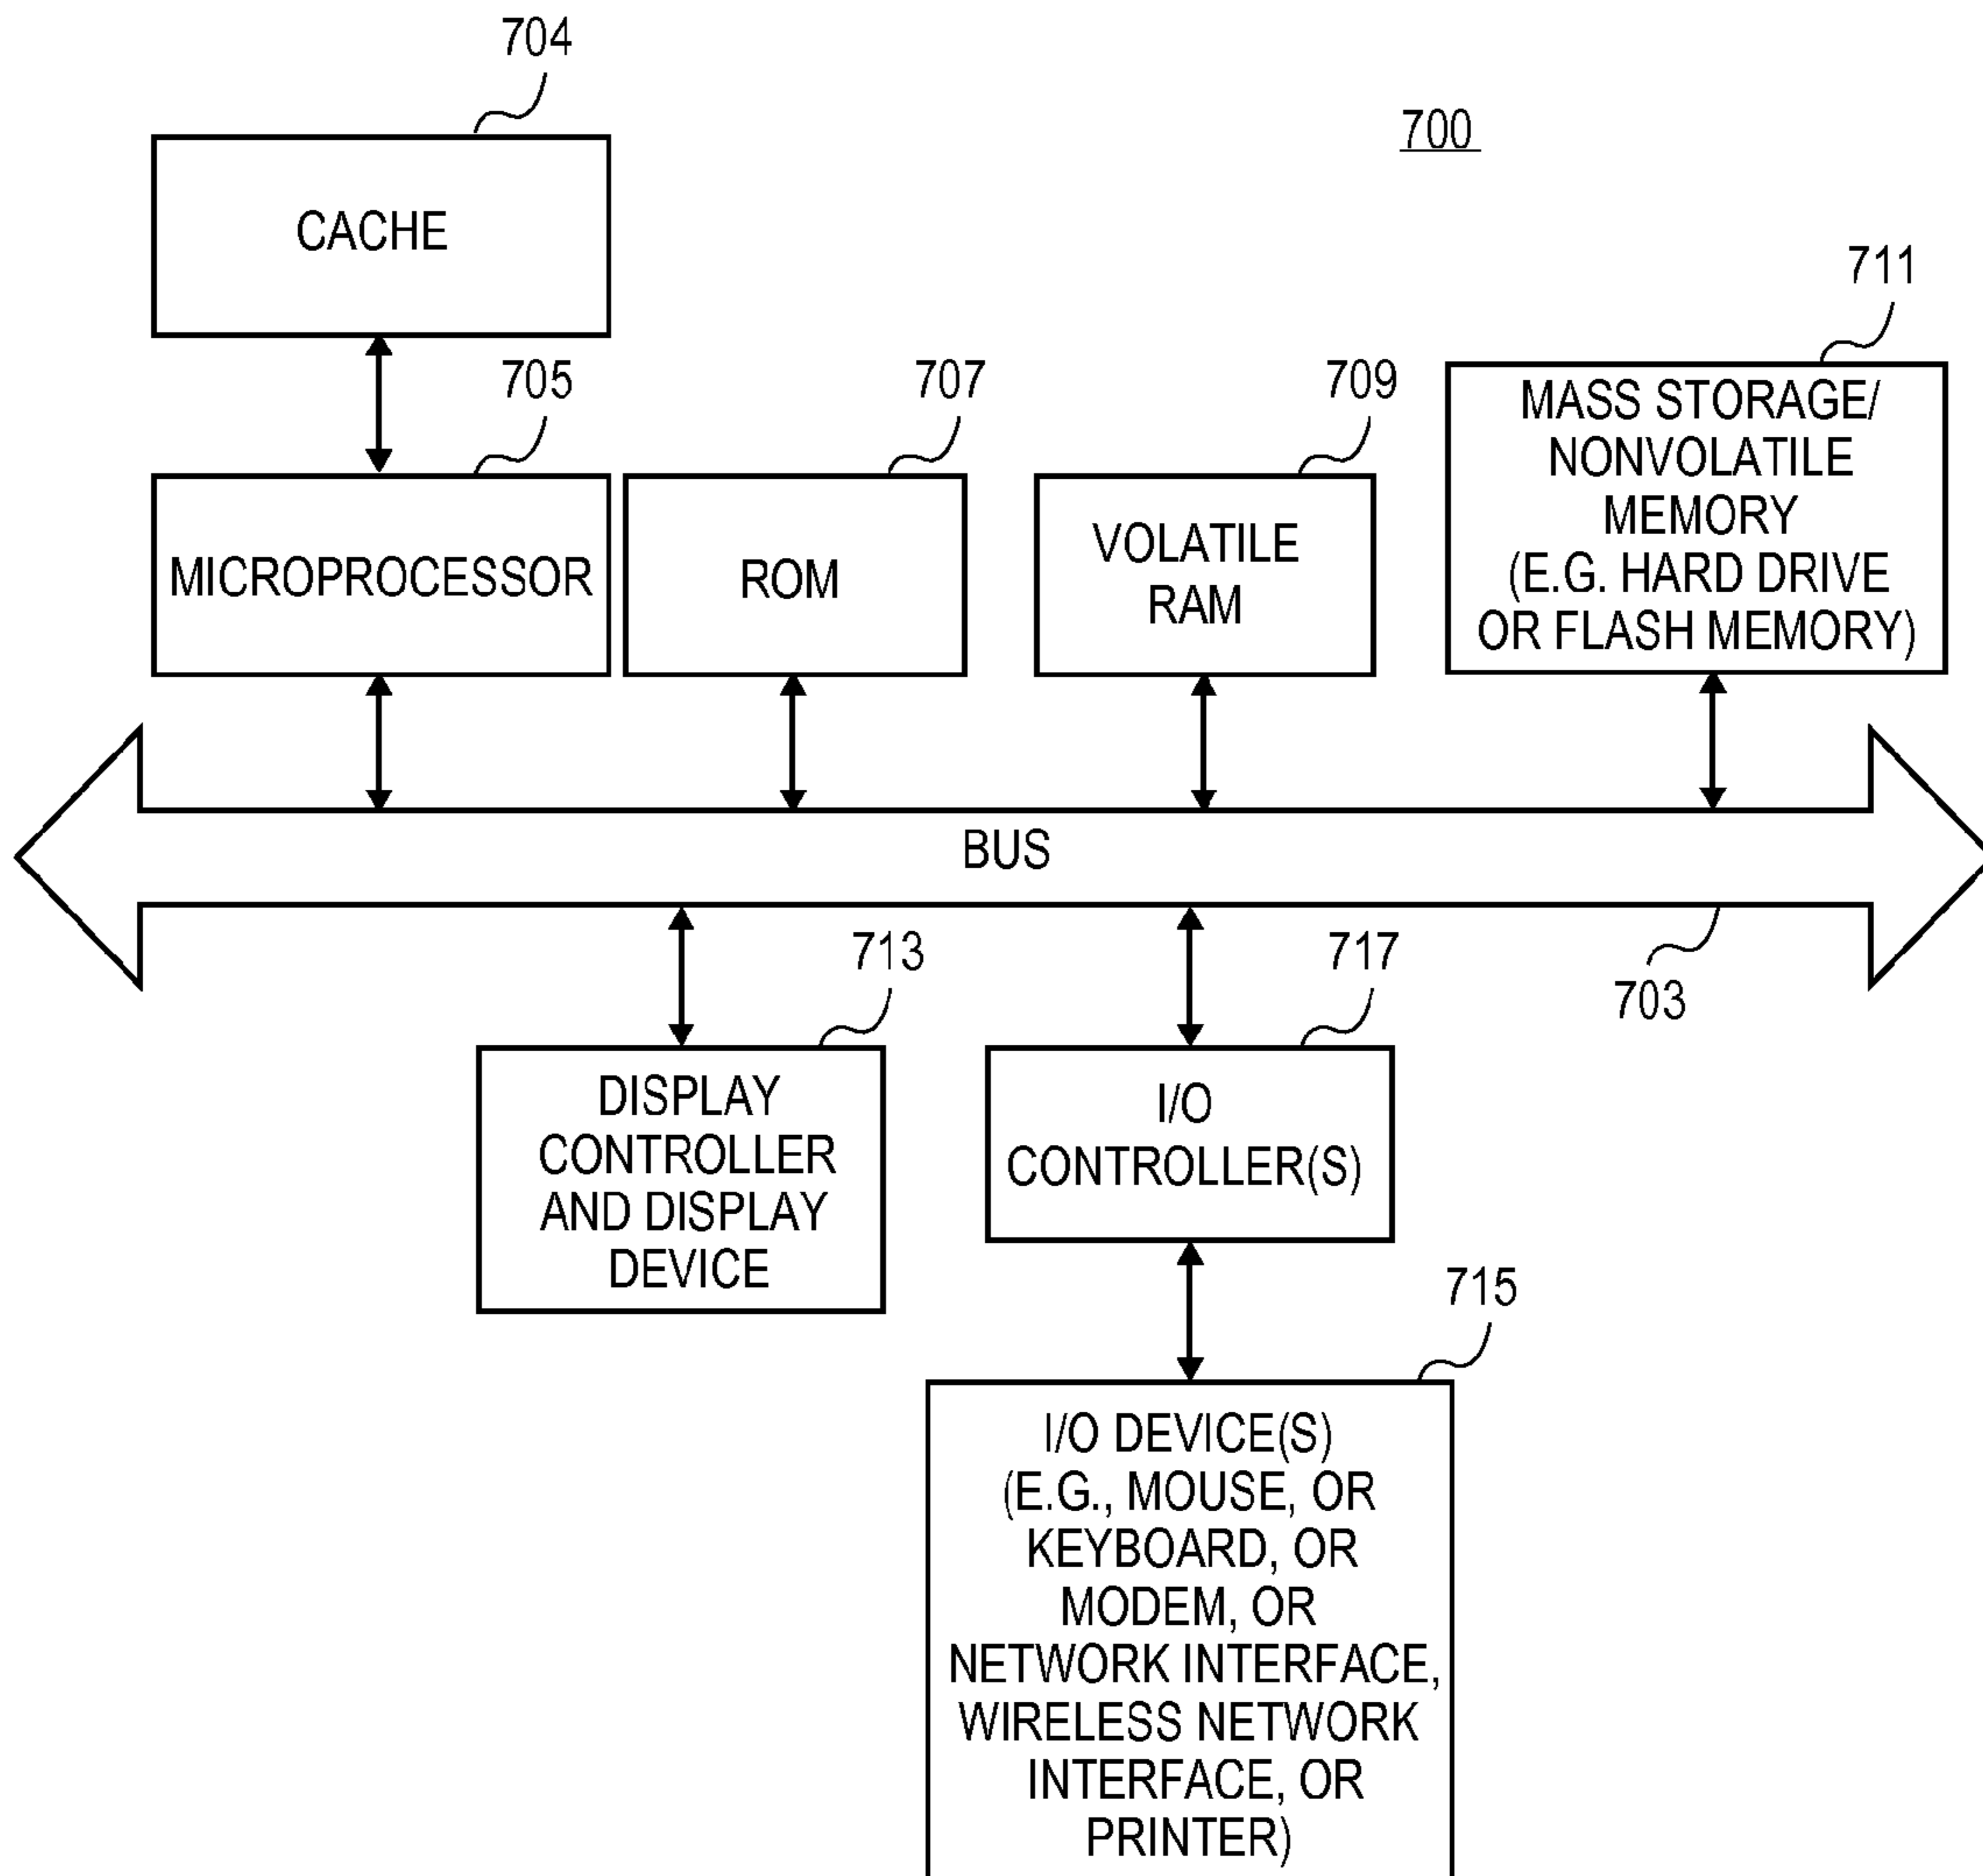 704
700
CACHE
711
705
707
709
MASS STORAGE/
NONVOLATILE
MEMORY
(E.G. HARD DRIVE
OR FLASH MEMORY)
MICROPROCESSOR
ROM
VOLATILE
RAM
BUS
713
717
703
DISPLAY
CONTROLLER
AND DISPLAY
DEVICE
I/O
CONTROLLER(S)
715
I/O DEVICE(S)
(E.G., MOUSE, OR
KEYBOARD, OR
MODEM, OR
NETWORK INTERFACE,
WIRELESS NETWORK
INTERFACE, OR
PRINTER)